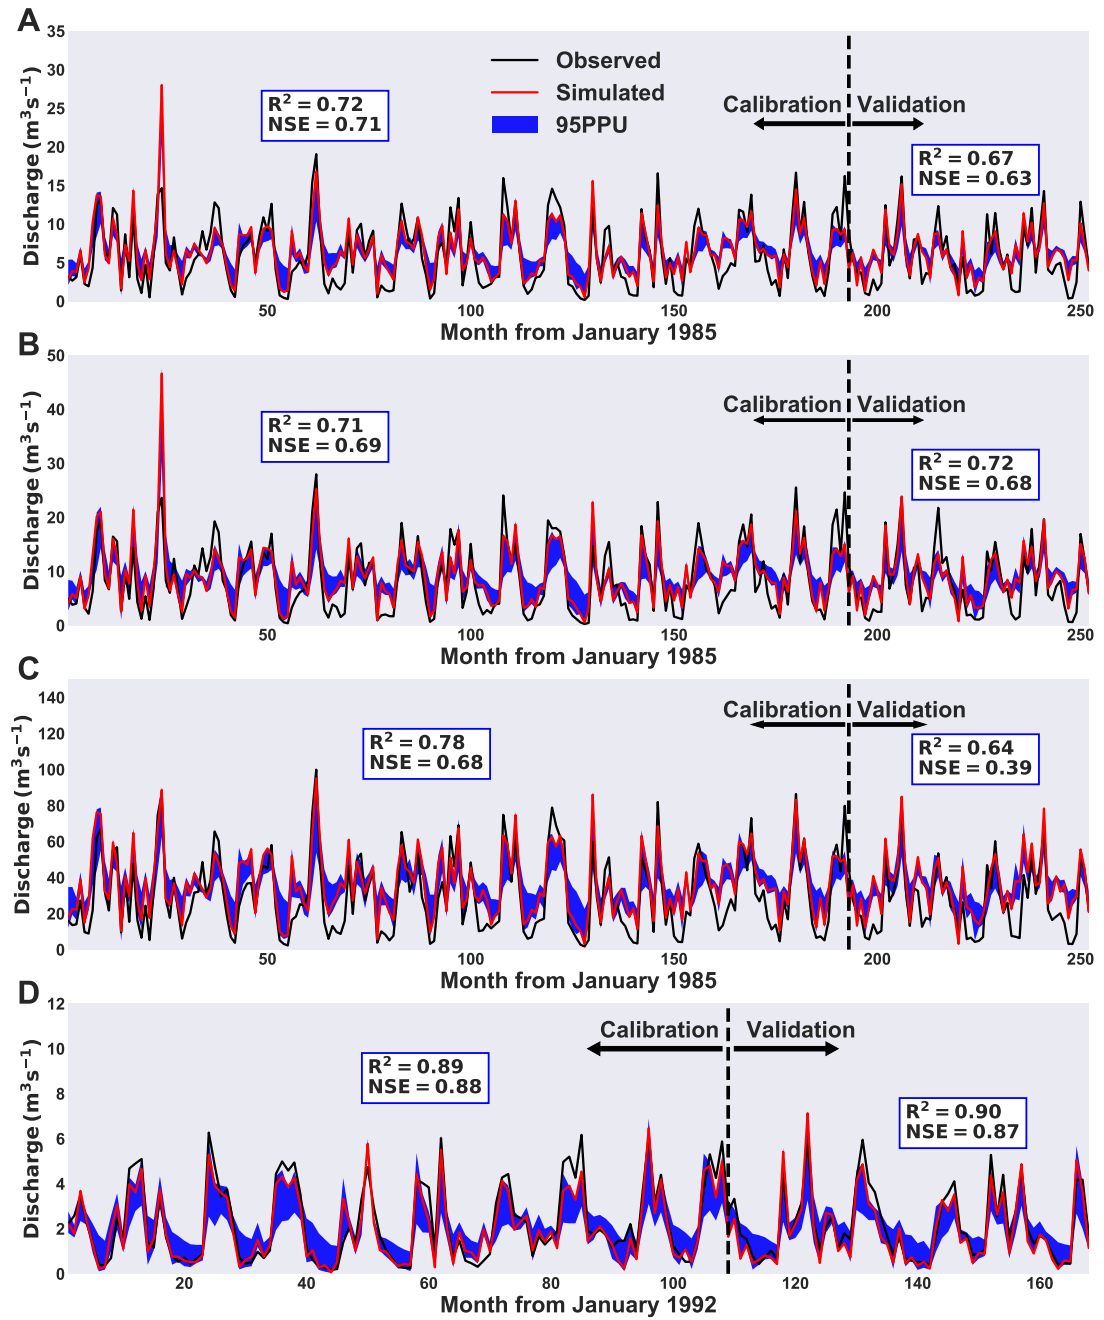 A
35
30
25
20
15
10
5
0
Discharge (m³s⁻¹)
Observed
Simulated
95PPU
R² = 0.72
NSE = 0.71
Calibration
Validation
R² = 0.67
NSE = 0.63
50 100 150 200 250
Month from January 1985
B
50
40
30
20
10
0
Discharge (m³s⁻¹)
R² = 0.71
NSE = 0.69
Calibration
Validation
R² = 0.72
NSE = 0.68
50 100 150 200 250
Month from January 1985
C
140
120
100
80
60
40
20
0
Discharge (m³s⁻¹)
R² = 0.78
NSE = 0.68
Calibration
Validation
R² = 0.64
NSE = 0.39
50 100 150 200 250
Month from January 1985
D
12
10
8
6
4
2
0
Discharge (m³s⁻¹)
R² = 0.89
NSE = 0.88
Calibration
Validation
R² = 0.90
NSE = 0.87
20 40 60 80 100 120 140 160
Month from January 1992